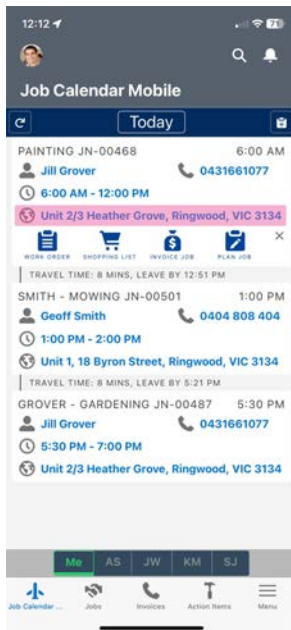 12:12
71
Job Calendar Mobile
Today
PAINTING JN-00468 6:00 AM
Jill Grover 0431661077
6:00 AM - 12:00 PM
Unit 2/3 Heather Grove, Ringwood, VIC 3134
WORK ORDER SHOPPING LIST INVOICE JOB PLAN JOB
TRAVEL TIME: 8 MINS, LEAVE BY 12:51 PM
SMITH - MOWING JN-00501 1:00 PM
Geoff Smith 0404 808 404
1:00 PM - 2:00 PM
Unit 1, 18 Byron Street, Ringwood, VIC 3134
TRAVEL TIME: 8 MINS, LEAVE BY 5:21 PM
GROVER - GARDENING JN-00487 5:30 PM
Jill Grover 0431661077
5:30 PM - 7:00 PM
Unit 2/3 Heather Grove, Ringwood, VIC 3134
Me AS JW KM SJ
Job Calendar ... Jobs Invoices Action Items Menu